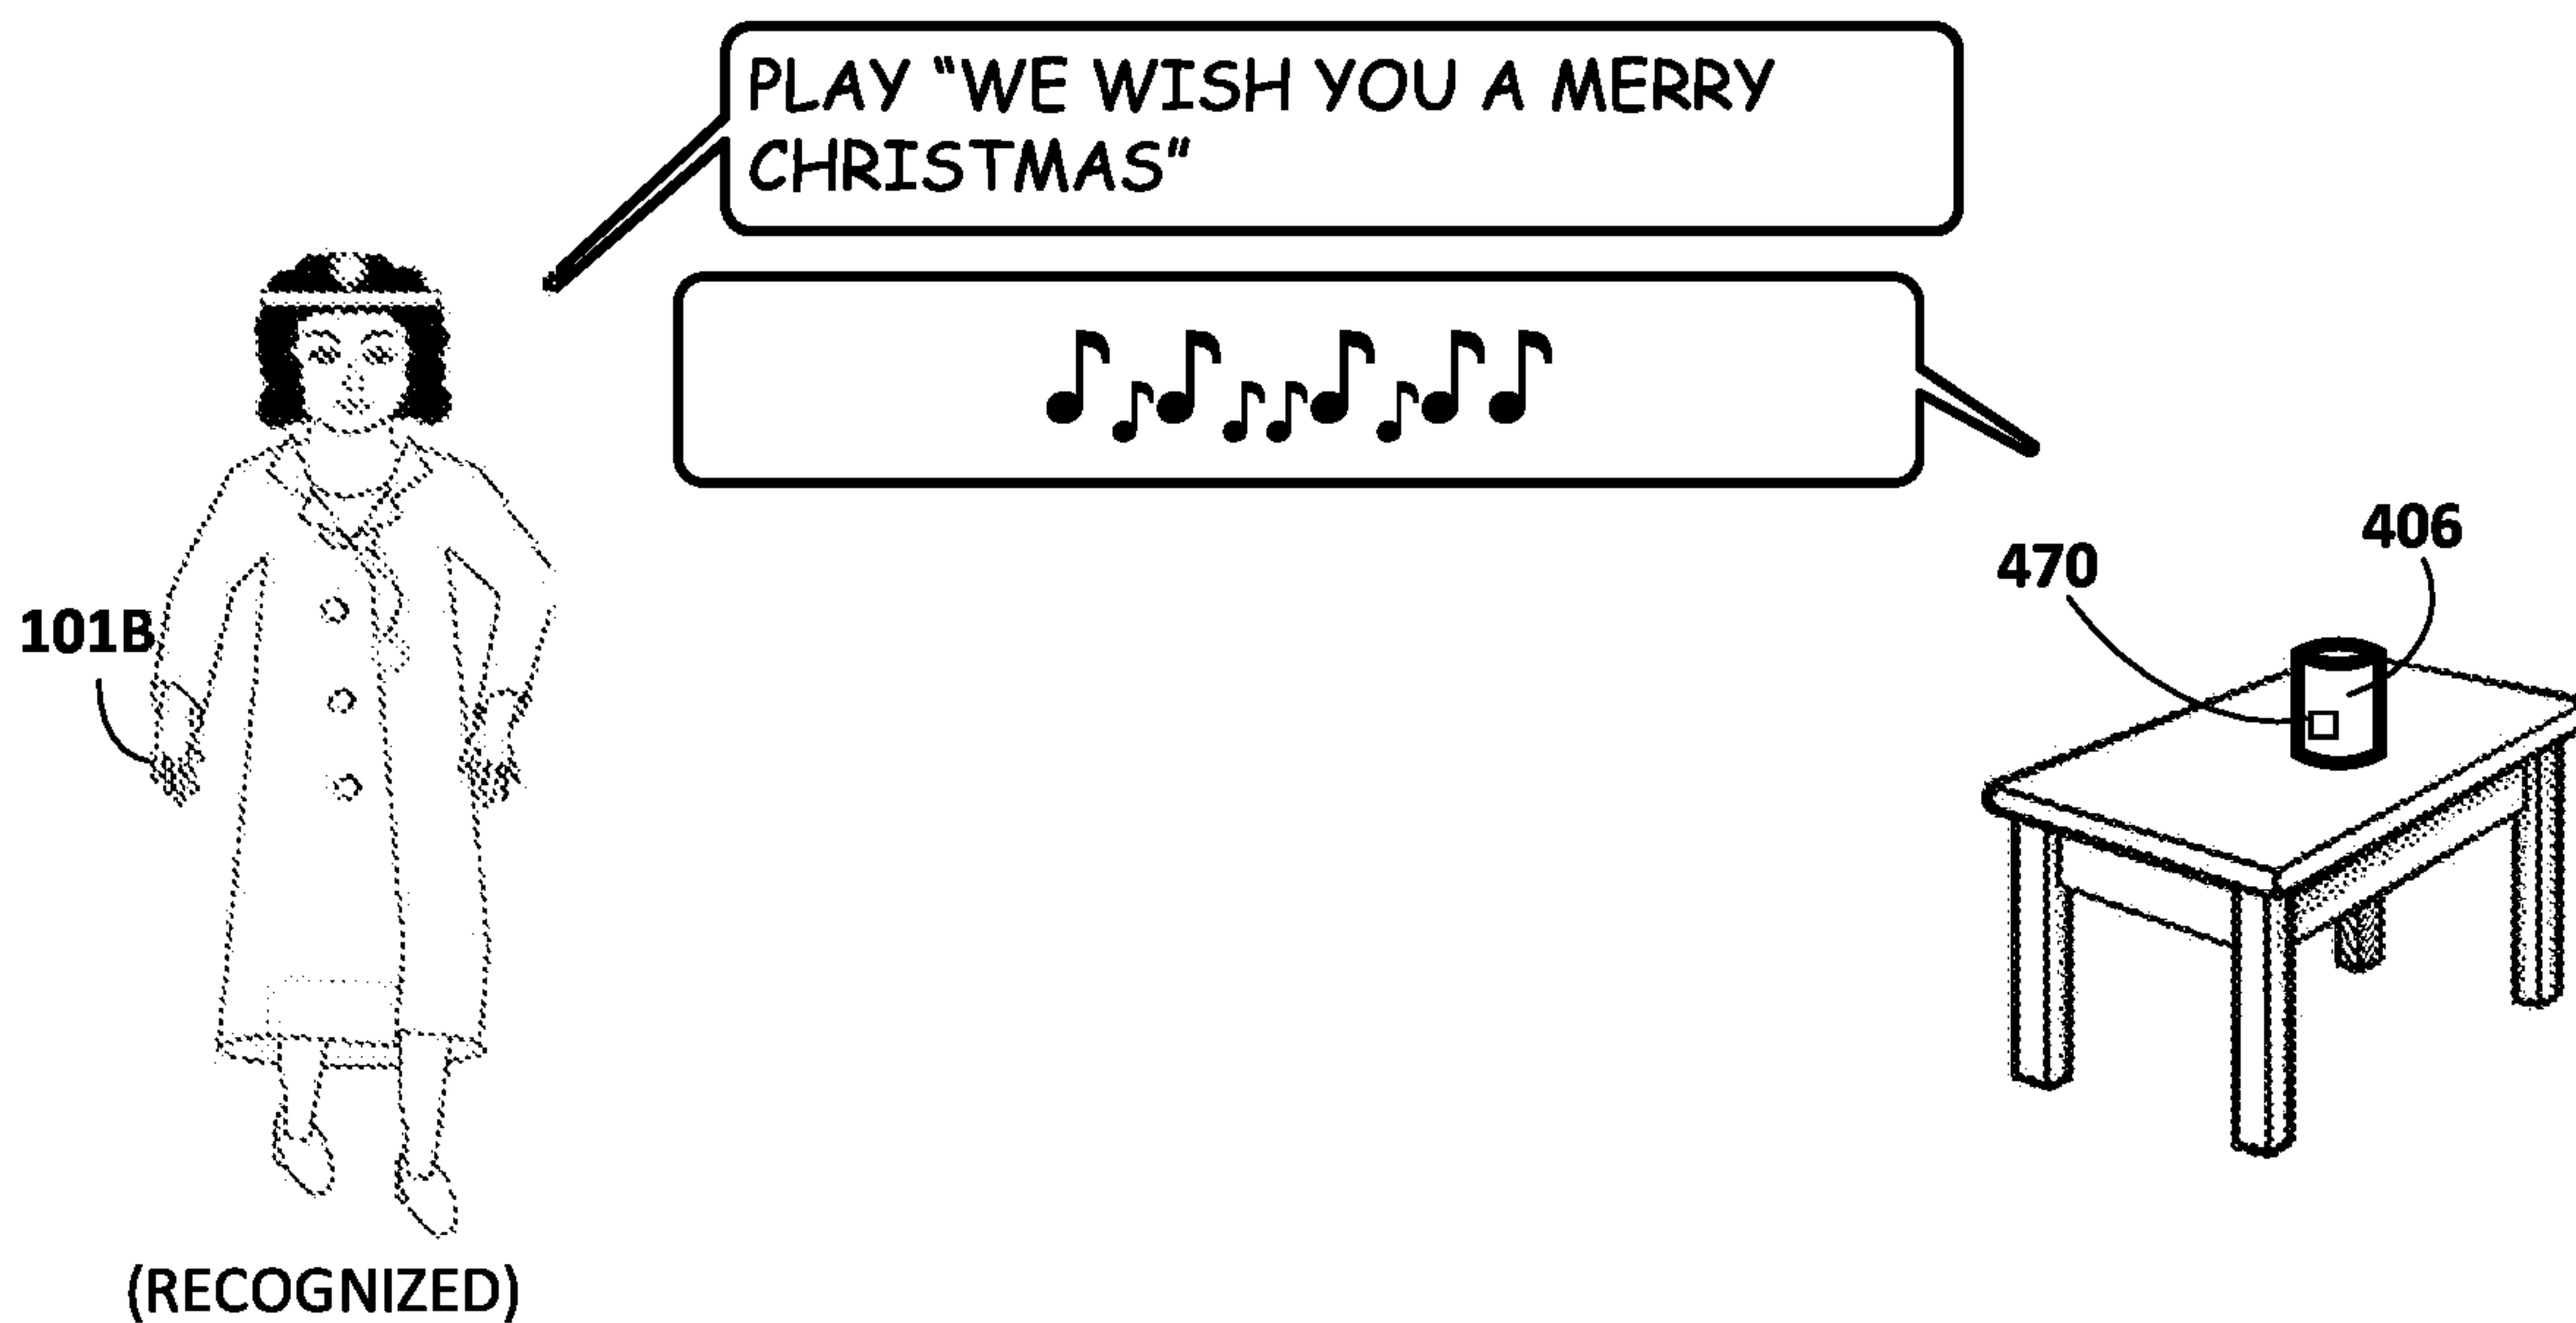 PLAY “WE WISH YOU A MERRY
CHRISTMAS”
406
470
101B
(RECOGNIZED)